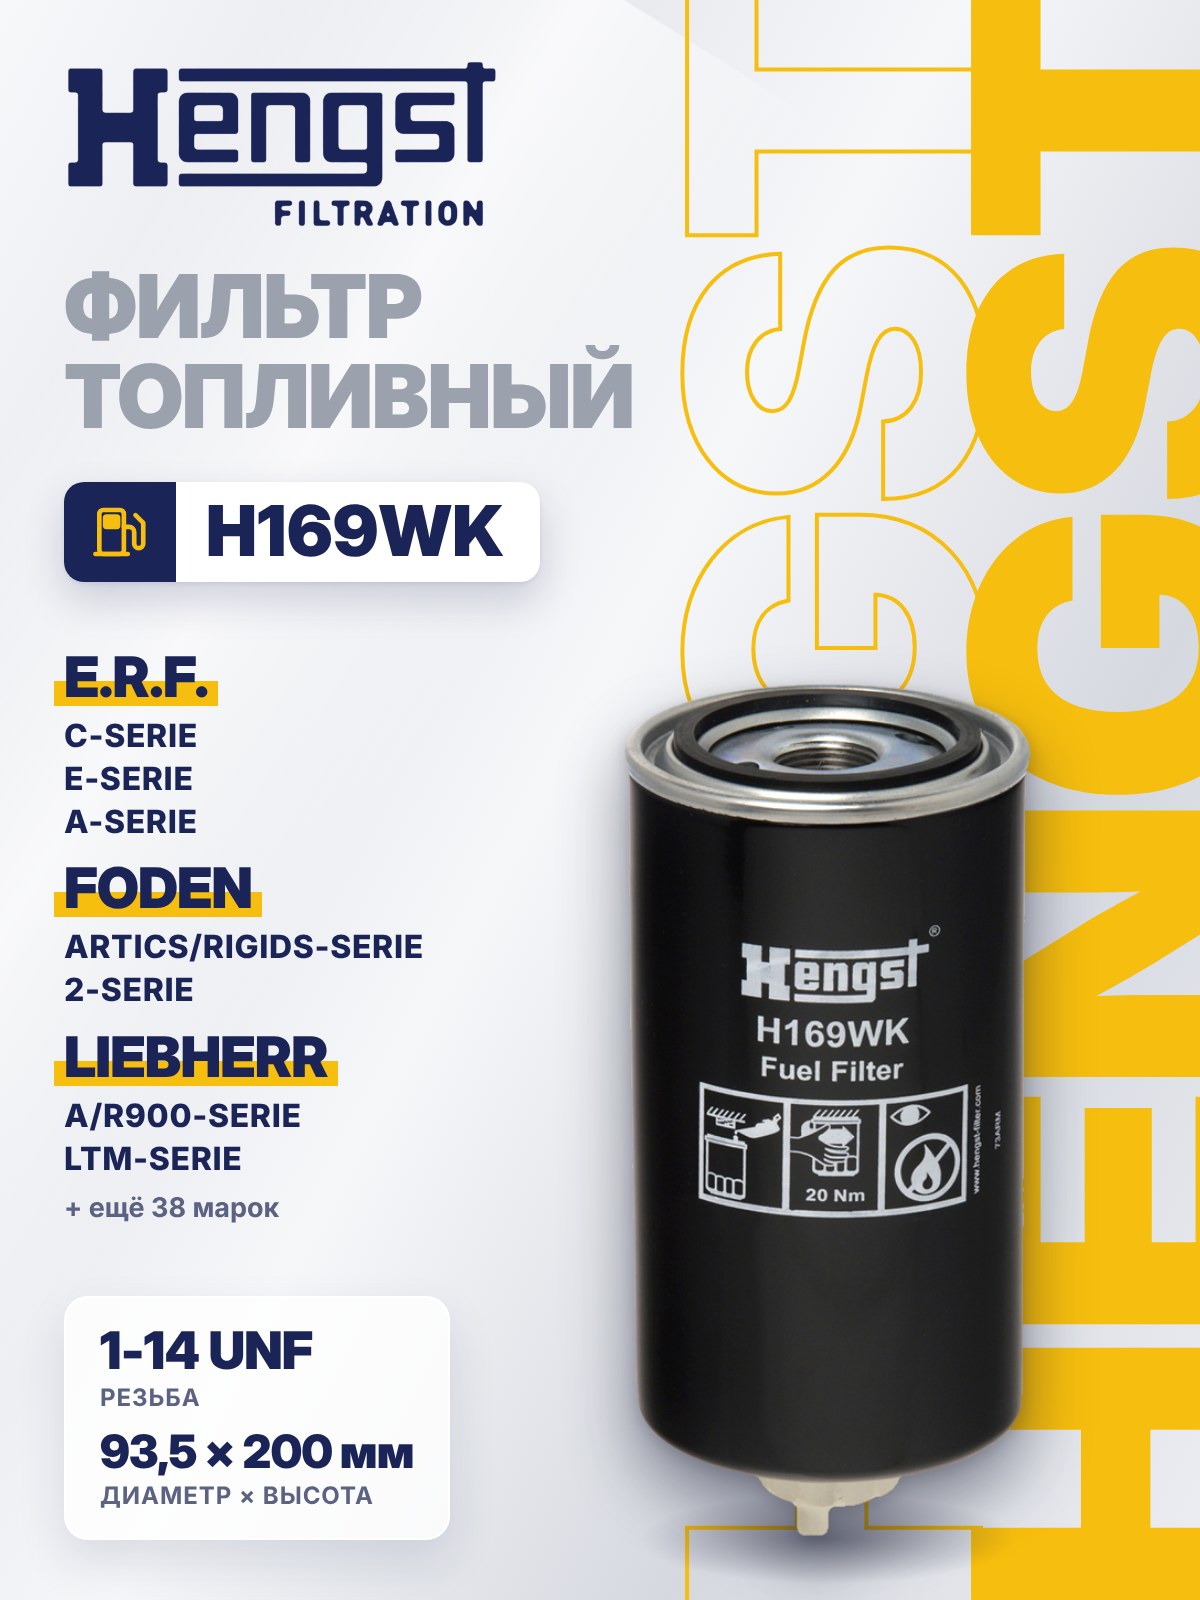 Hengst
FILTRATION
ФИЛЬТР
ТОПЛИВНЫЙ
H169WK
E.R.F.
C-SERIE
E-SERIE
A-SERIE
FODEN
ARTICS/RIGIDS-SERIE
2-SERIE
LIEBHERR
A/R900-SERIE
LTM-SERIE
+ ещё 38 марок
1-14 UNF
РЕЗЬБА
93,5 × 200 мм
ДИАМЕТР × ВЫСОТА
HENGST
HENGST
Hengst®
H169WK
Fuel Filter
20 Nm
www.hengst-filter.com